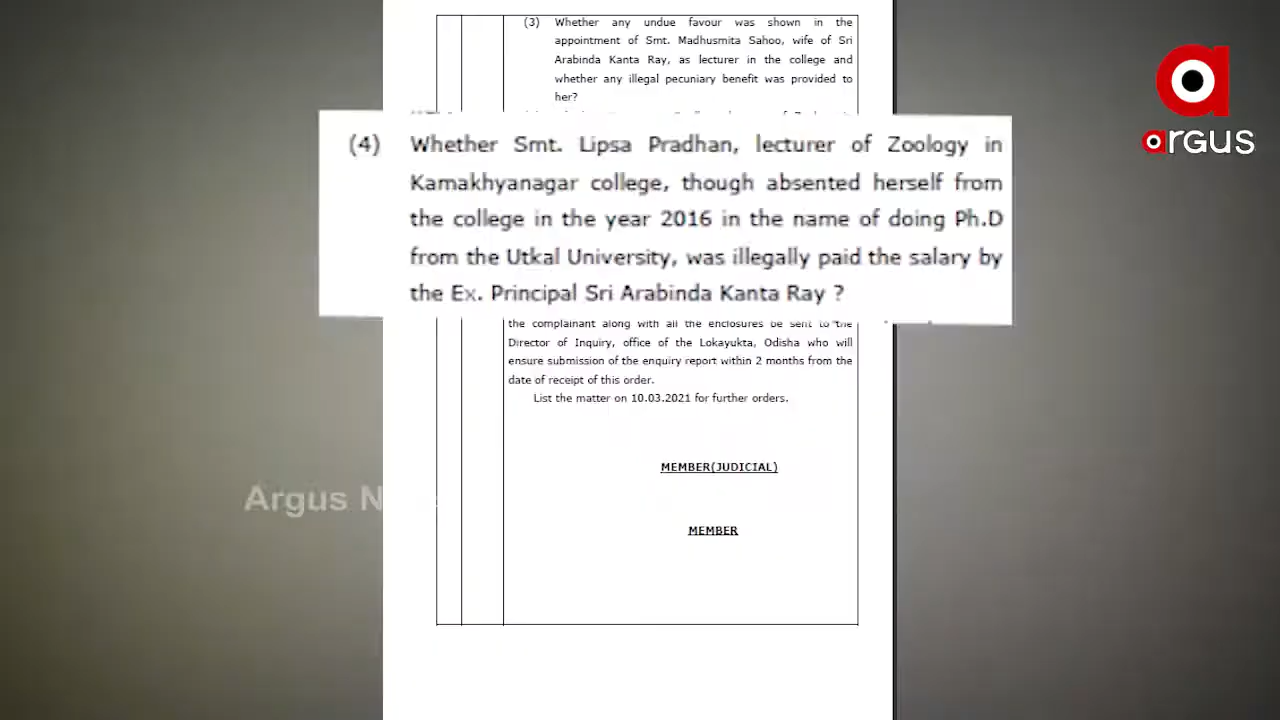 (3) Whether any undue favour was shown in the
appointment of Smt. Madhusmita Sahoo, wife of Sri
Arabinda Kanta Ray, as lecturer in the college and
whether any illegal pecuniary benefit was provided to
her?
(4) Whether Smt. Lipsa Pradhan, lecturer of Zoology in
Kamakhyanagar college, though absented herself from
the college in the year 2016 in the name of doing Ph.D
from the Utkal University, was illegally paid the salary by
the Ex. Principal Sri Arabinda Kanta Ray ?
the complainant along with all the enclosures be sent to the
Director of Inquiry, office of the Lokayukta, Odisha who will
ensure submission of the enquiry report within 2 months from the
date of receipt of this order.
List the matter on 10.03.2021 for further orders.
MEMBER(JUDICIAL)
MEMBER
argus
Argus N